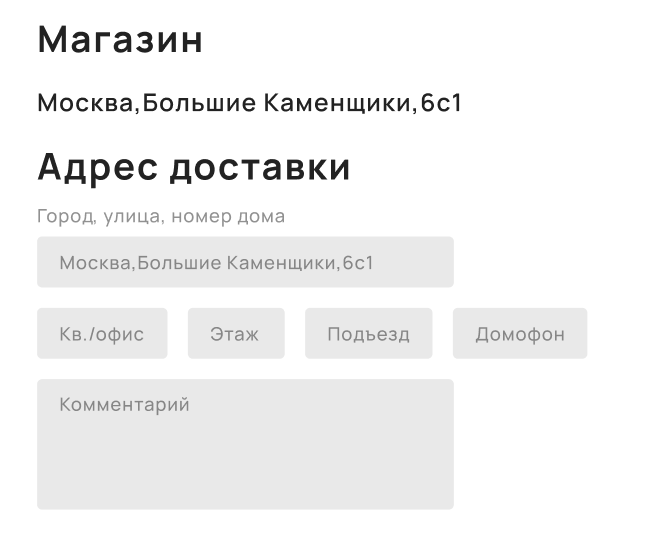 Магазин
Москва,Большие Каменщики,6с1
Адрес доставки
Город, улица, номер дома
Москва,Большие Каменщики,6с1
Кв./офис Этаж Подъезд Домофон
Комментарий